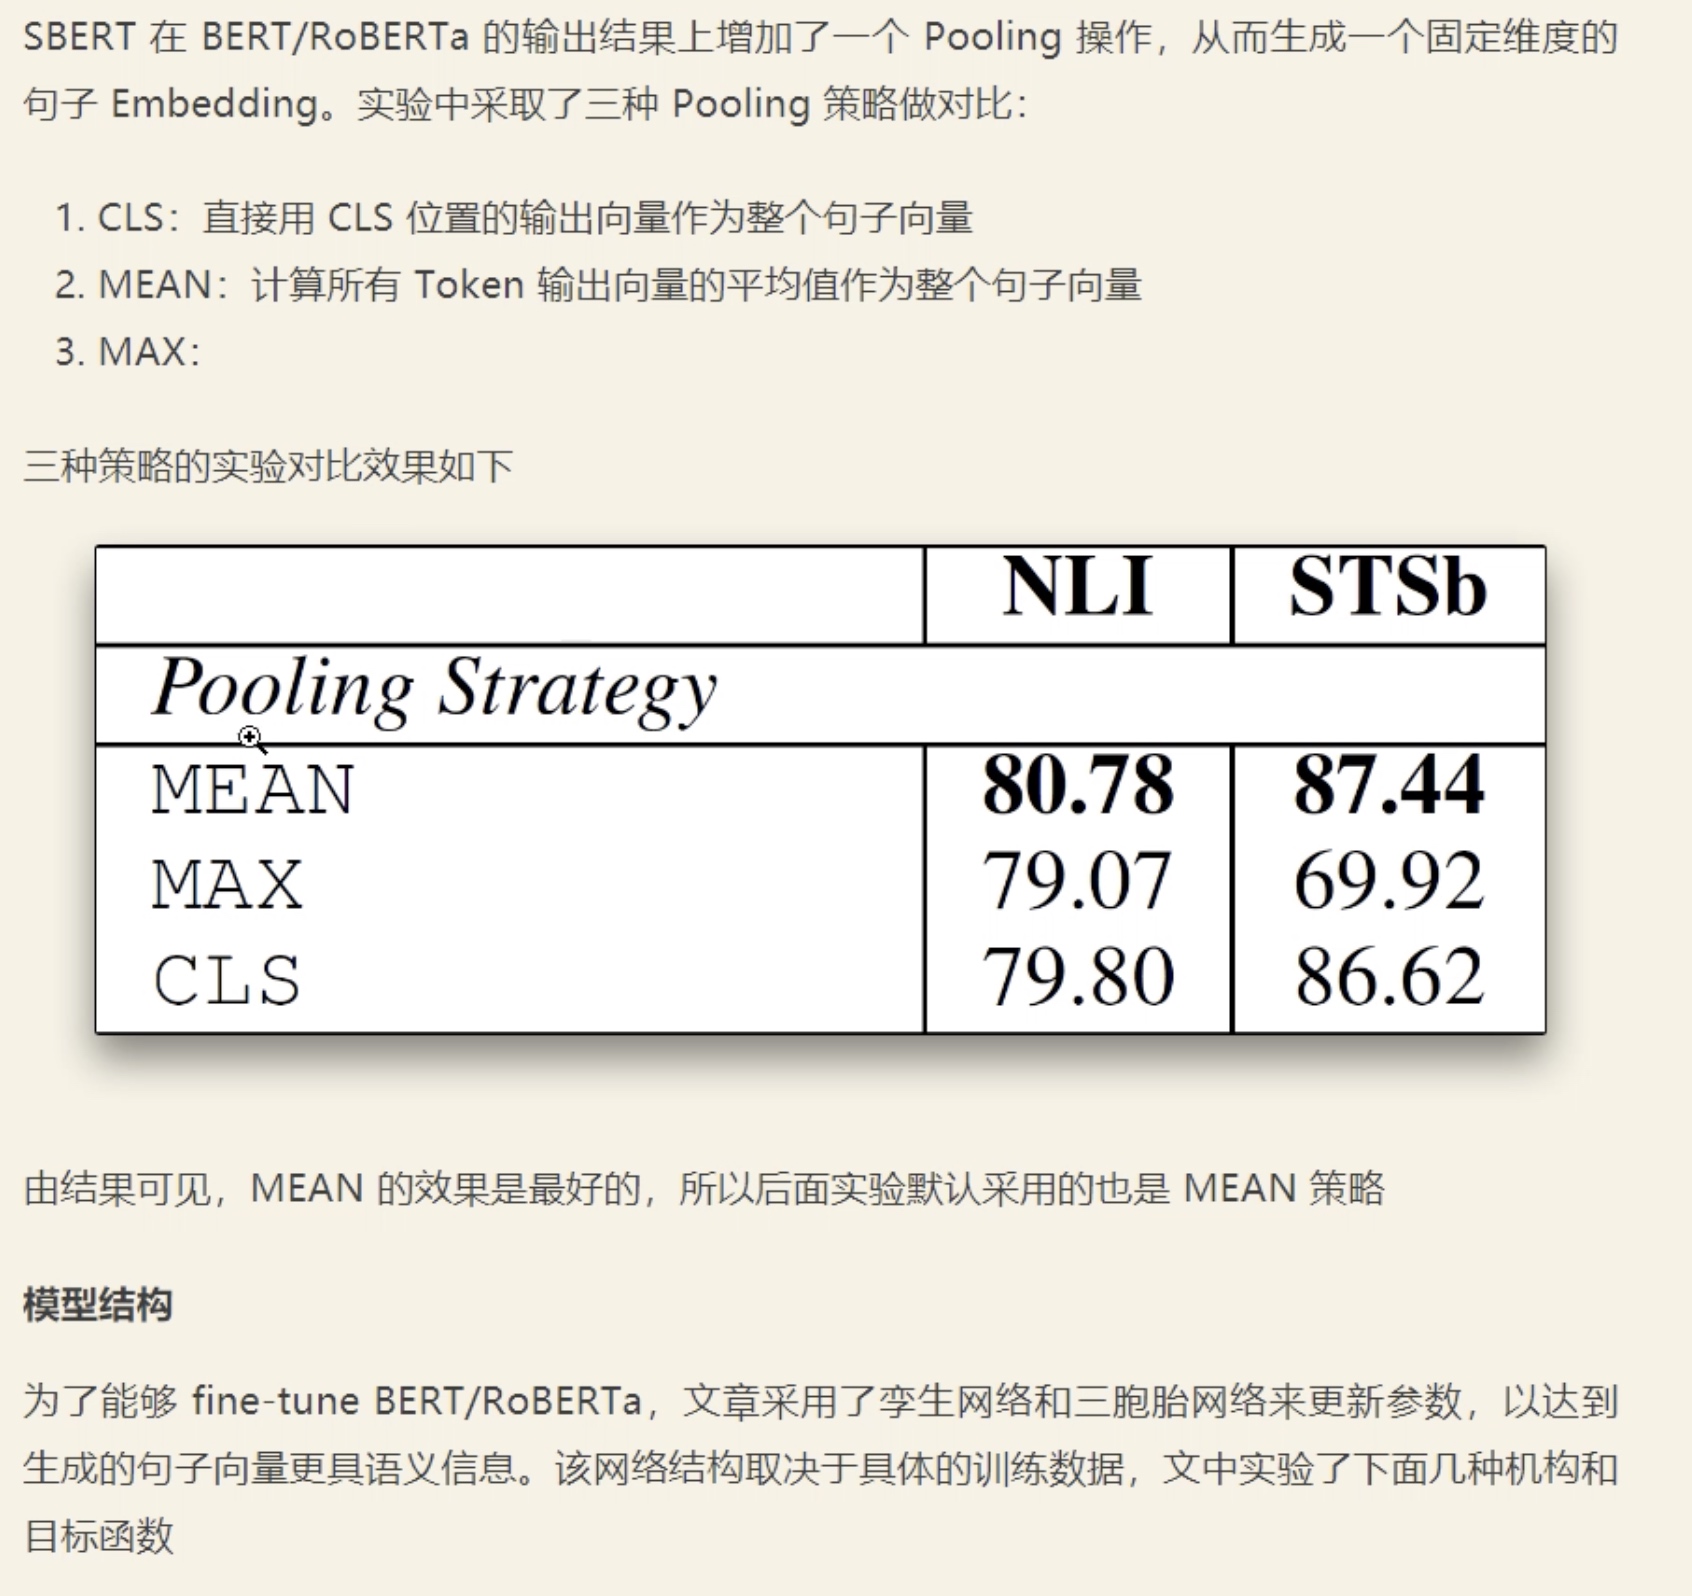 SBERT 在 BERT/RoBERTa 的输出结果上增加了一个 Pooling 操作，从而生成一个固定维度的
句子 Embedding。实验中采取了三种 Pooling 策略做对比：
1. CLS：直接用 CLS 位置的输出向量作为整个句子向量
2. MEAN：计算所有 Token 输出向量的平均值作为整个句子向量
3. MAX：
三种策略的实验对比效果如下
NLI STSb
Pooling Strategy
MEAN 80.78 87.44
MAX 79.07 69.92
CLS 79.80 86.62
由结果可见，MEAN 的效果是最好的，所以后面实验默认采用的也是 MEAN 策略
模型结构
为了能够 fine-tune BERT/RoBERTa，文章采用了孪生网络和三胞胎网络来更新参数，以达到
生成的句子向量更具语义信息。该网络结构取决于具体的训练数据，文中实验了下面几种机构和
目标函数